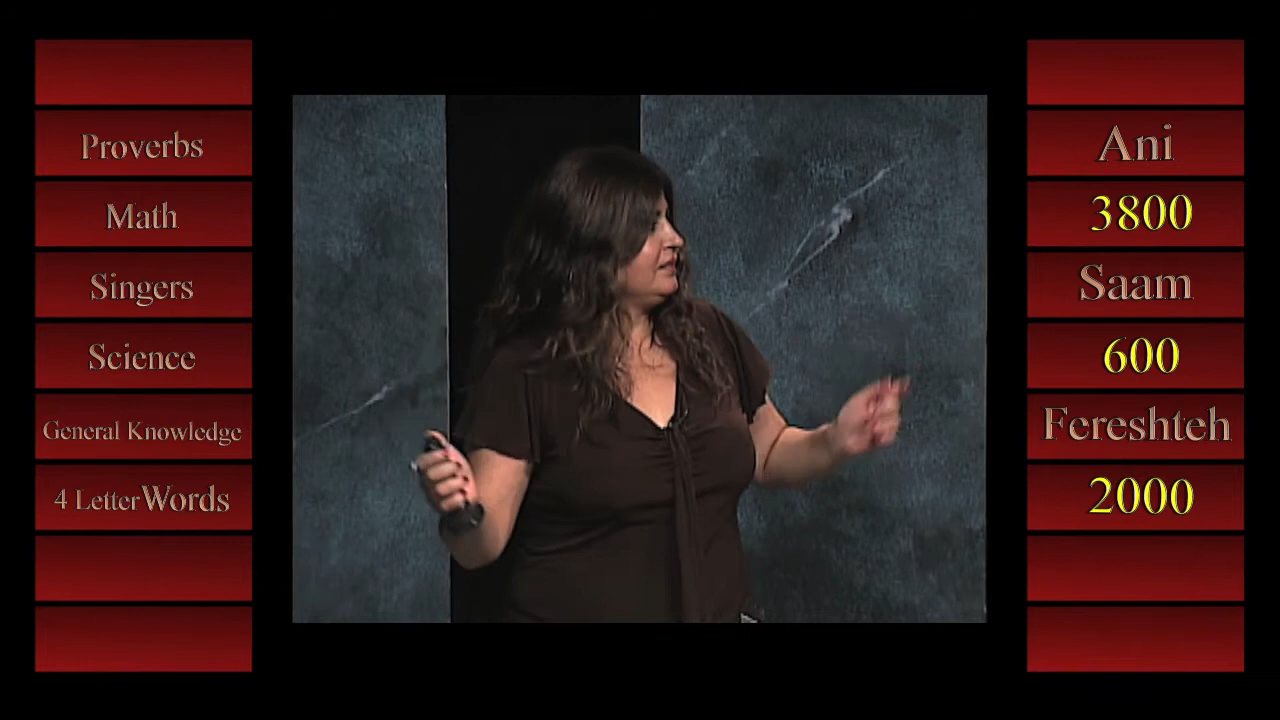 Proverbs
Math
Singers
Science
General Knowledge
4 Letter Words
Ani
3800
Saam
600
Fereshteh
2000